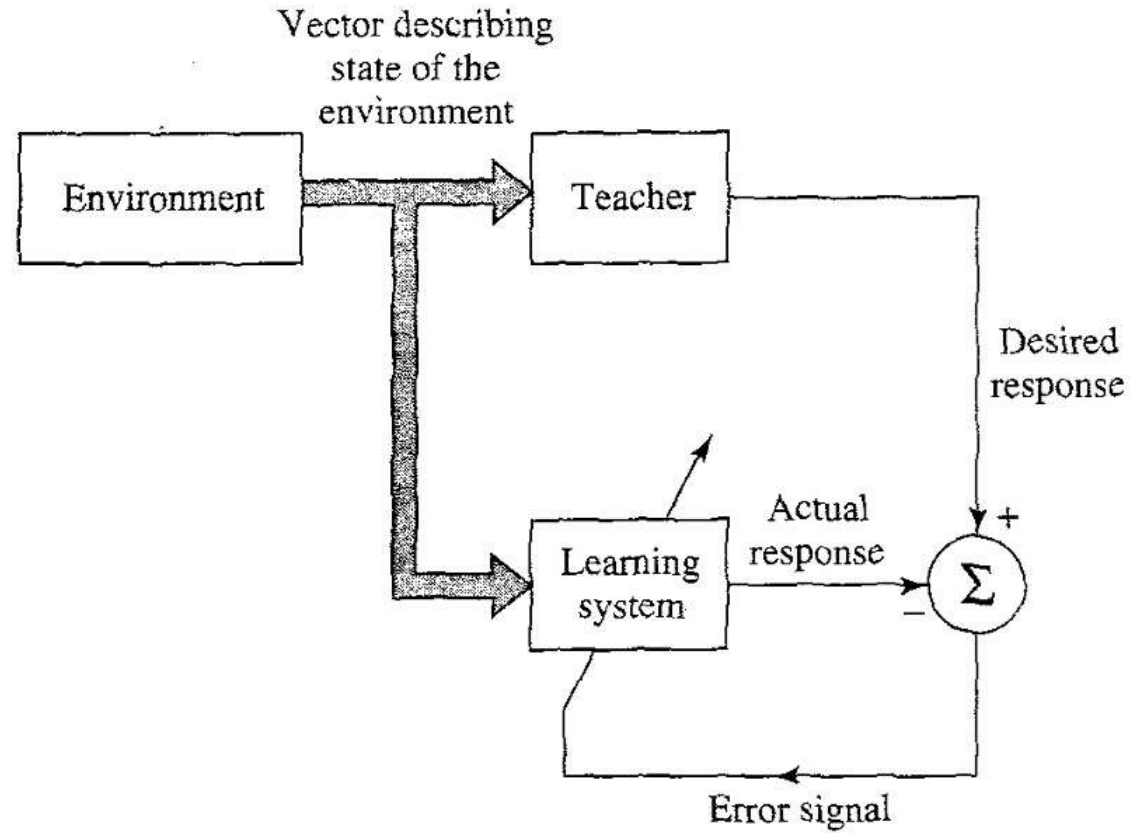 Vector describing
state of the
environment
Environment
Teacher
Desired
response
Actual
response
+
Learning
system
Σ
−
Error signal